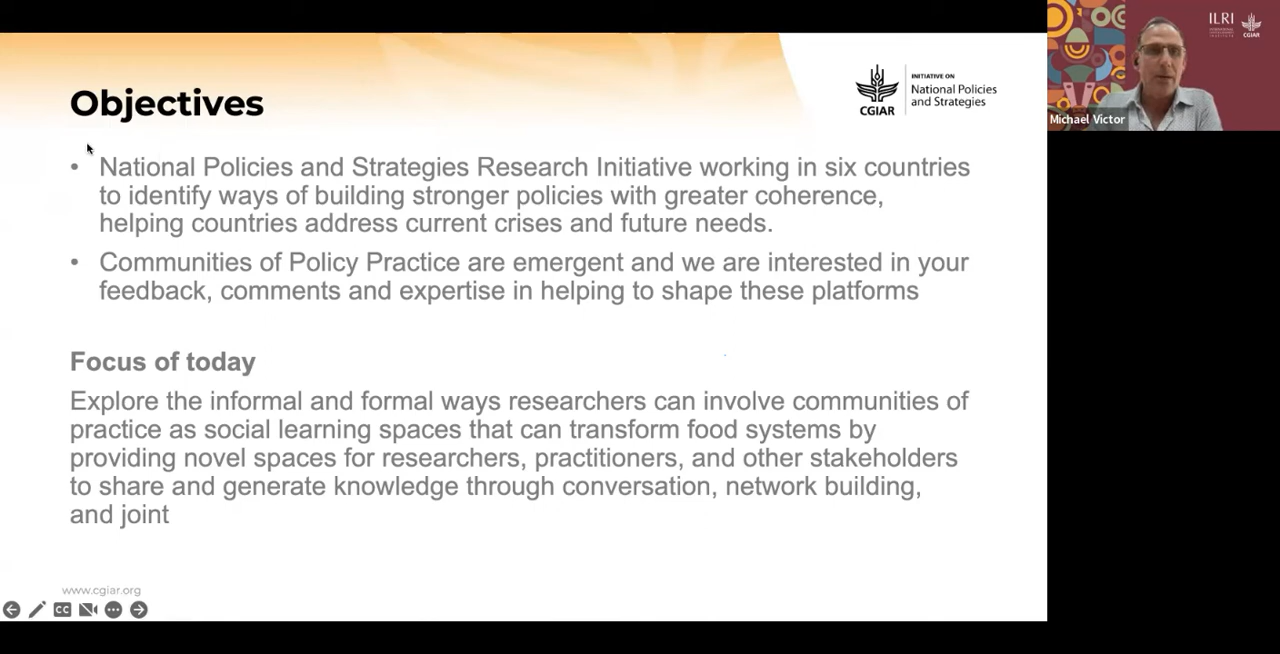 Objectives
INITIATIVE ON
National Policies
and Strategies
CGIAR
• National Policies and Strategies Research Initiative working in six countries
to identify ways of building stronger policies with greater coherence,
helping countries address current crises and future needs.
• Communities of Policy Practice are emergent and we are interested in your
feedback, comments and expertise in helping to shape these platforms
Focus of today
Explore the informal and formal ways researchers can involve communities of
practice as social learning spaces that can transform food systems by
providing novel spaces for researchers, practitioners, and other stakeholders
to share and generate knowledge through conversation, network building,
and joint
www.cgiar.org
CC
ILRI
CGIAR
Michael Victor